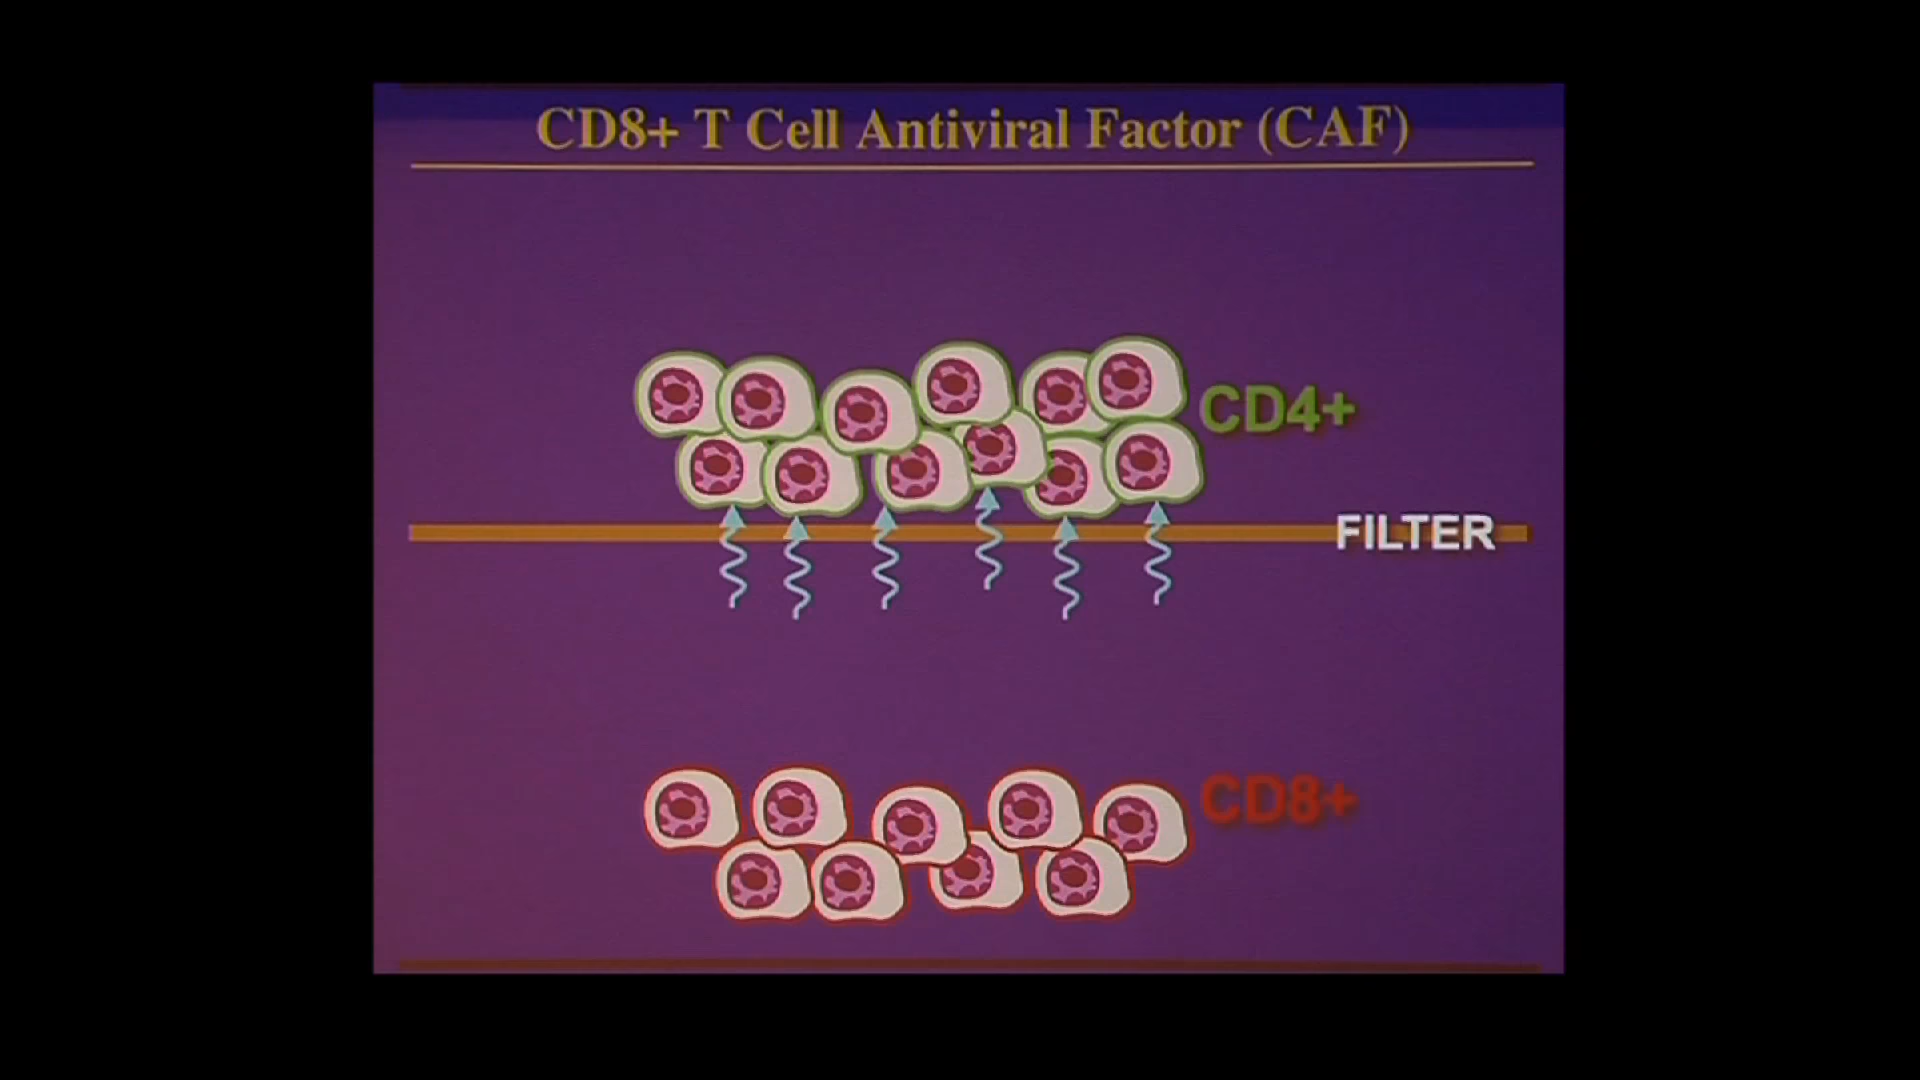 CD8+ T Cell Antiviral Factor (CAF)
CD4+
FILTER
CD8+